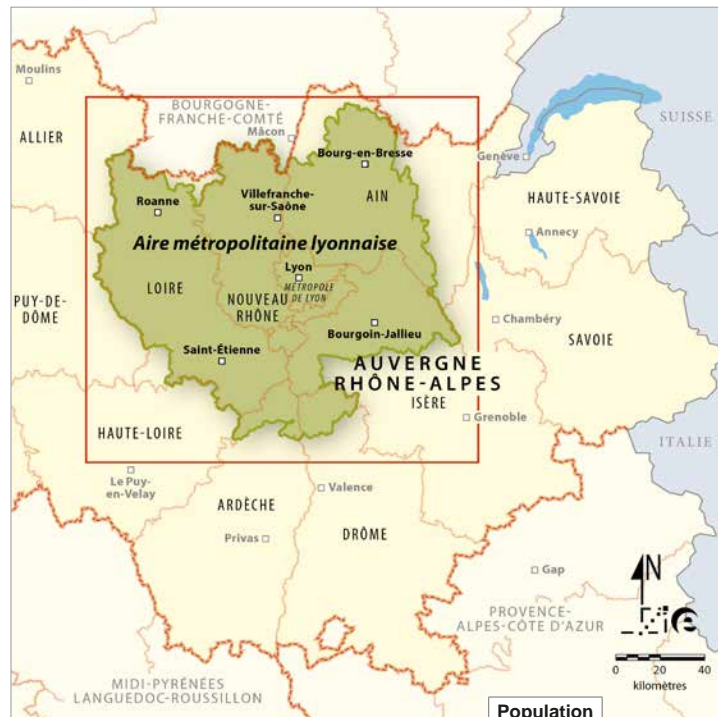 Moulins
BOURGOGNE-
FRANCHE-COMTÉ
SUISSE
ALLIER
Mâcon
Genève
Bourg-en-Bresse
HAUTE-SAVOIE
Roanne
Villefranche-
sur-Saône
AIN
Annecy
Aire métropolitaine lyonnaise
Lyon
MÉTROPOLE
DE LYON
LOIRE
NOUVEAU
RHÔNE
PUY-DE-
DÔME
Bourgoin-Jallieu
Chambéry
SAVOIE
Saint-Étienne
AUVERGNE
RHÔNE-ALPES
ISÈRE
Grenoble
HAUTE-LOIRE
ITALIE
Le Puy-
en-Velay
Valence
ARDÈCHE
Privas
DRÔME
Gap
N
PROVENCE-
ALPES-CÔTE D'AZUR
0 20 40
kilomètres
MIDI-PYRÉNÉES
LANGUEDOC-ROUSSILLON
Population